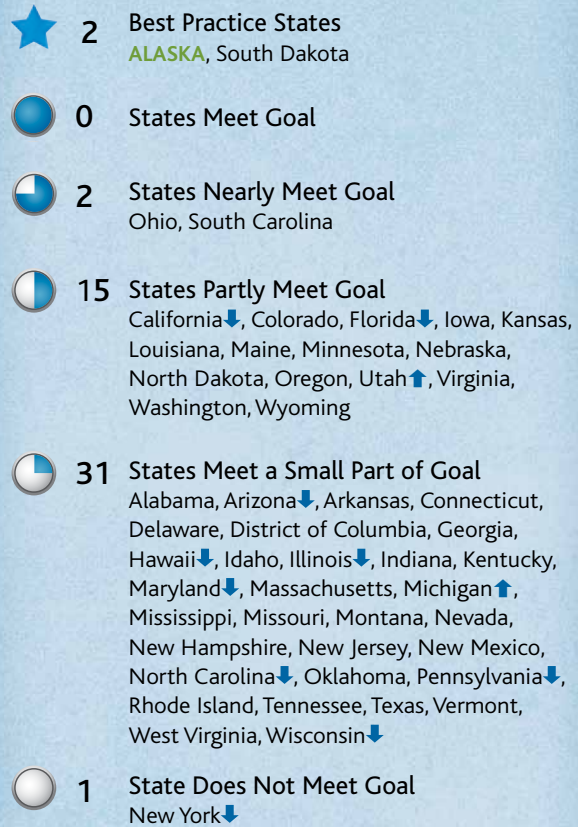 2 Best Practice States
ALASKA, South Dakota
0 States Meet Goal
2 States Nearly Meet Goal
Ohio, South Carolina
15 States Partly Meet Goal
California⬇, Colorado, Florida⬇, Iowa, Kansas,
Louisiana, Maine, Minnesota, Nebraska,
North Dakota, Oregon, Utah⬆, Virginia,
Washington, Wyoming
31 States Meet a Small Part of Goal
Alabama, Arizona⬇, Arkansas, Connecticut,
Delaware, District of Columbia, Georgia,
Hawaii⬇, Idaho, Illinois⬇, Indiana, Kentucky,
Maryland⬇, Massachusetts, Michigan⬆,
Mississippi, Missouri, Montana, Nevada,
New Hampshire, New Jersey, New Mexico,
North Carolina⬇, Oklahoma, Pennsylvania⬇,
Rhode Island, Tennessee, Texas, Vermont,
West Virginia, Wisconsin⬇
1 State Does Not Meet Goal
New York⬇